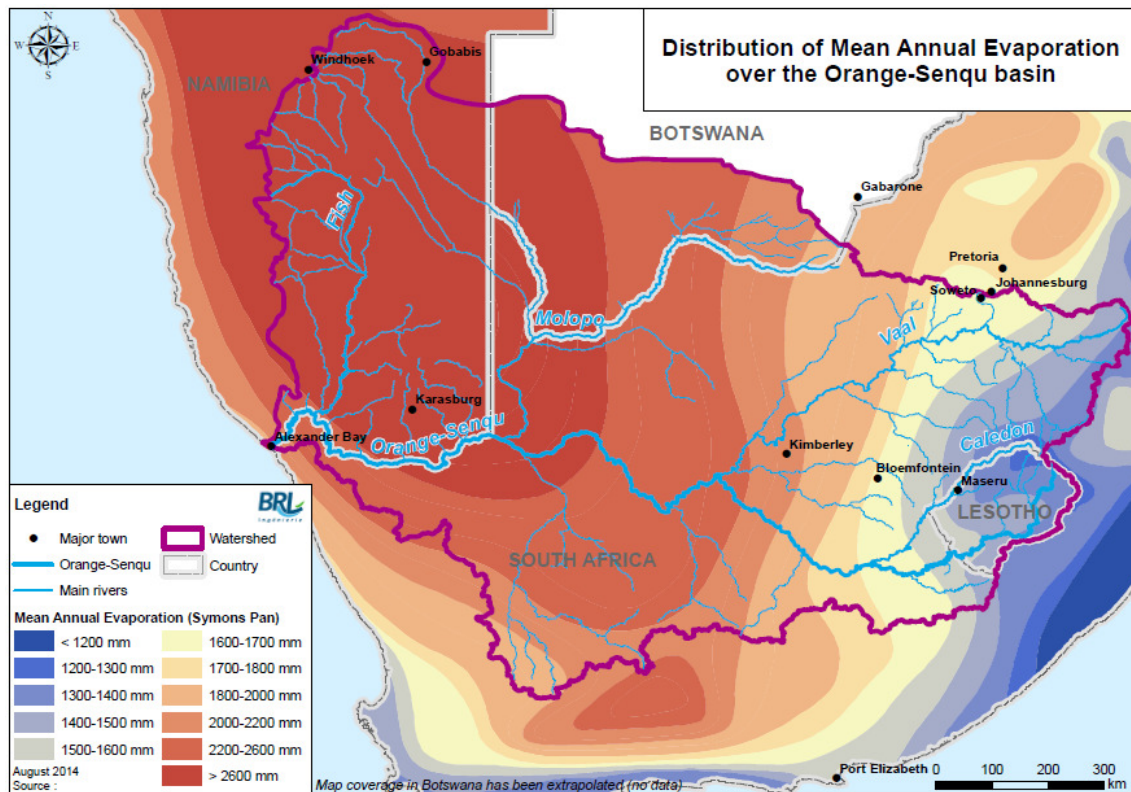 Distribution of Mean Annual Evaporation
over the Orange-Senqu basin
N
W
E
S
Windhoek
Gobabis
NAMIBIA
BOTSWANA
Gabarone
Fish
Pretoria
Johannesburg
Soweto
Molopo
Vaal
Karasburg
Orange-Senqu
Alexander Bay
Kimberley
Caledon
Bloemfontein
Maseru
LESOTHO
SOUTH AFRICA
Port Elizabeth
Legend
BRL
ingénierie
Major town
Watershed
Orange-Senqu
Country
Main rivers
Mean Annual Evaporation (Symons Pan)
< 1200 mm
1600-1700 mm
1200-1300 mm
1700-1800 mm
1300-1400 mm
1800-2000 mm
1400-1500 mm
2000-2200 mm
1500-1600 mm
2200-2600 mm
> 2600 mm
August 2014
Source :
Map coverage in Botswana has been extrapolated (no data)
0 100 200 300
km